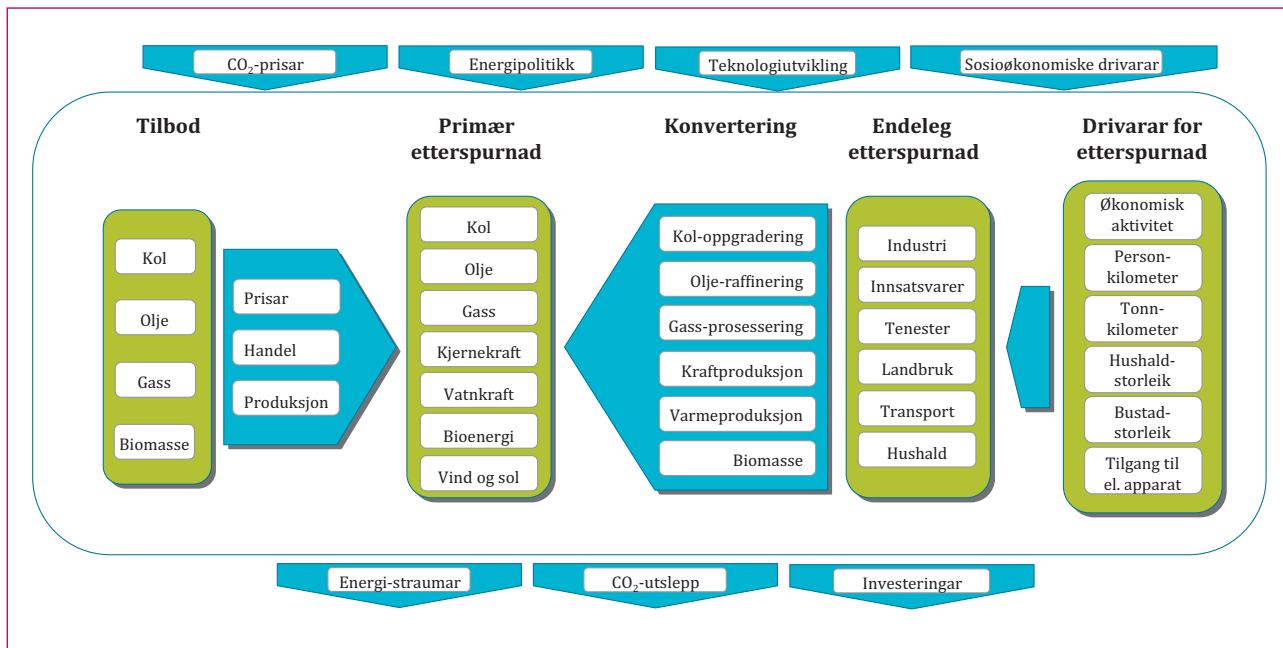 CO₂-prisar
Energipolitikk
Teknologiutvikling
Sosioøkonomiske drivarar
Tilbod
Kol
Olje
Gass
Biomasse
Prisar
Handel
Produksjon
Primær
etterspurnad
Kol
Olje
Gass
Kjernekraft
Vatnkraft
Bioenergi
Vind og sol
Konvertering
Kol-oppgradering
Olje-raffinering
Gass-prosessering
Kraftproduksjon
Varmeproduksjon
Biomasse
Endeleg
etterspurnad
Industri
Innsatsvarer
Tenester
Landbruk
Transport
Hushald
Drivarar for
etterspurnad
Økonomisk
aktivitet
Person-
kilometer
Tonn-
kilometer
Hushald-
storleik
Bustad-
storleik
Tilgang til
el. apparat
Energi-straumar
CO₂-utslepp
Investeringar